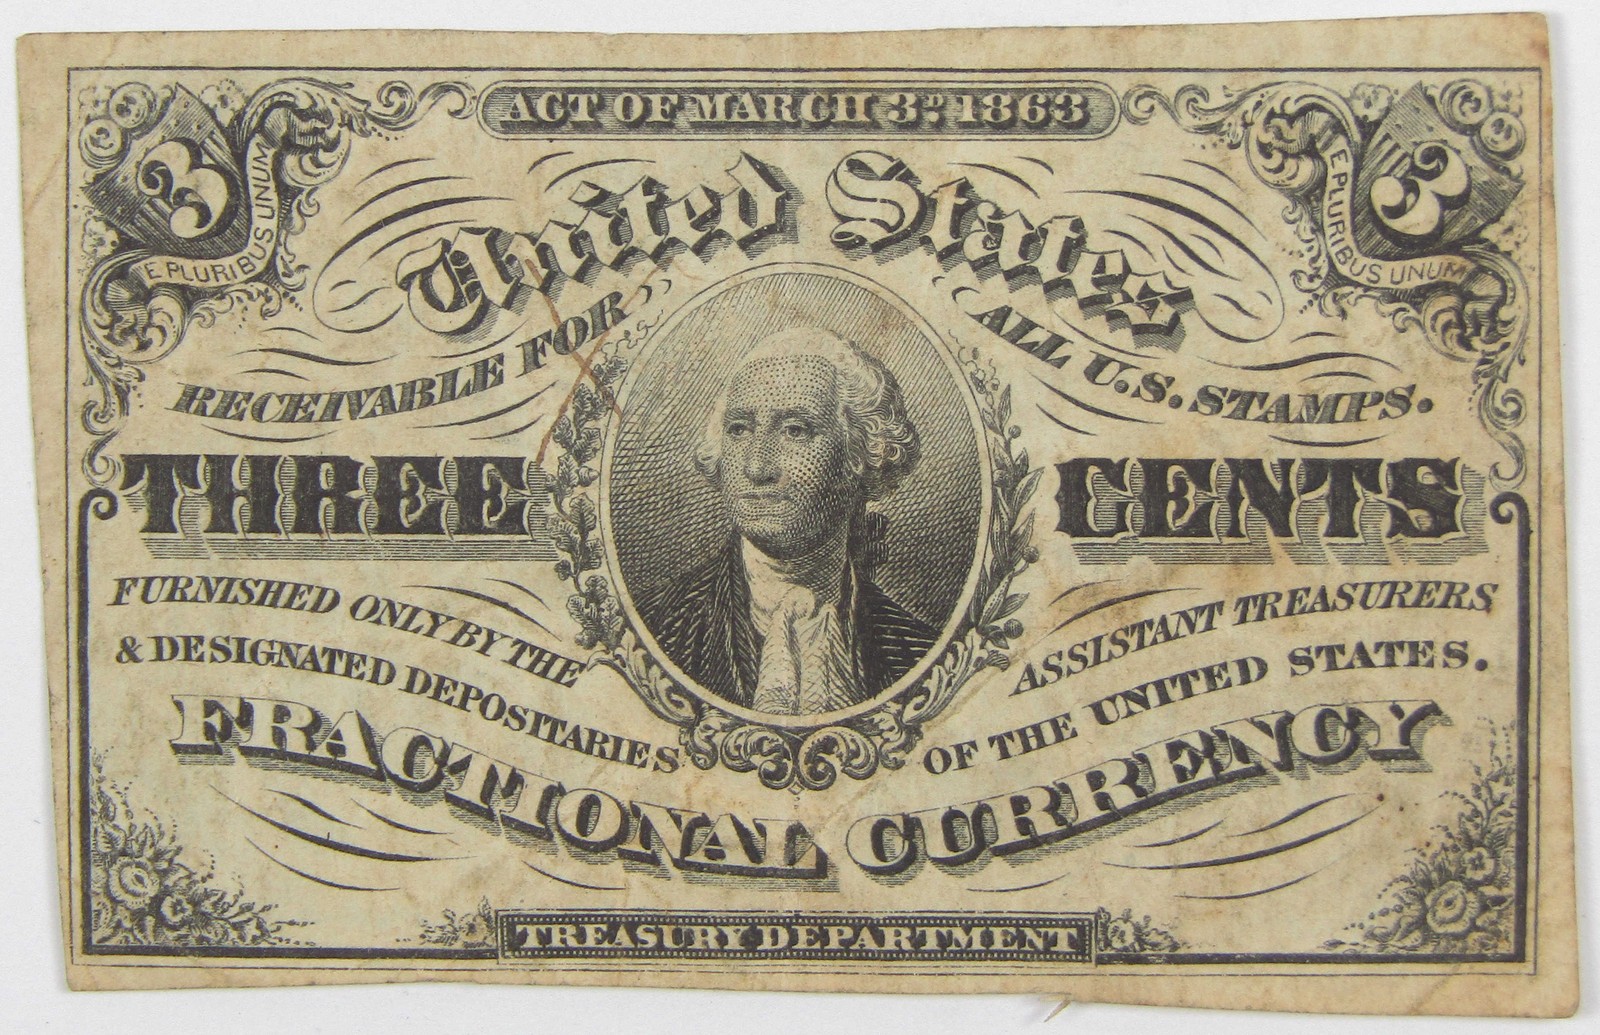 ACT OF MARCH 3D. 1863
3
E PLURIBUS UNUM
3
E PLURIBUS UNUM
United States
RECEIVABLE FOR ALL U.S. STAMPS.
THREE CENTS
FURNISHED ONLY BY THE ASSISTANT TREASURERS
& DESIGNATED DEPOSITARIES OF THE UNITED STATES.
FRACTIONAL CURRENCY
TREASURY DEPARTMENT